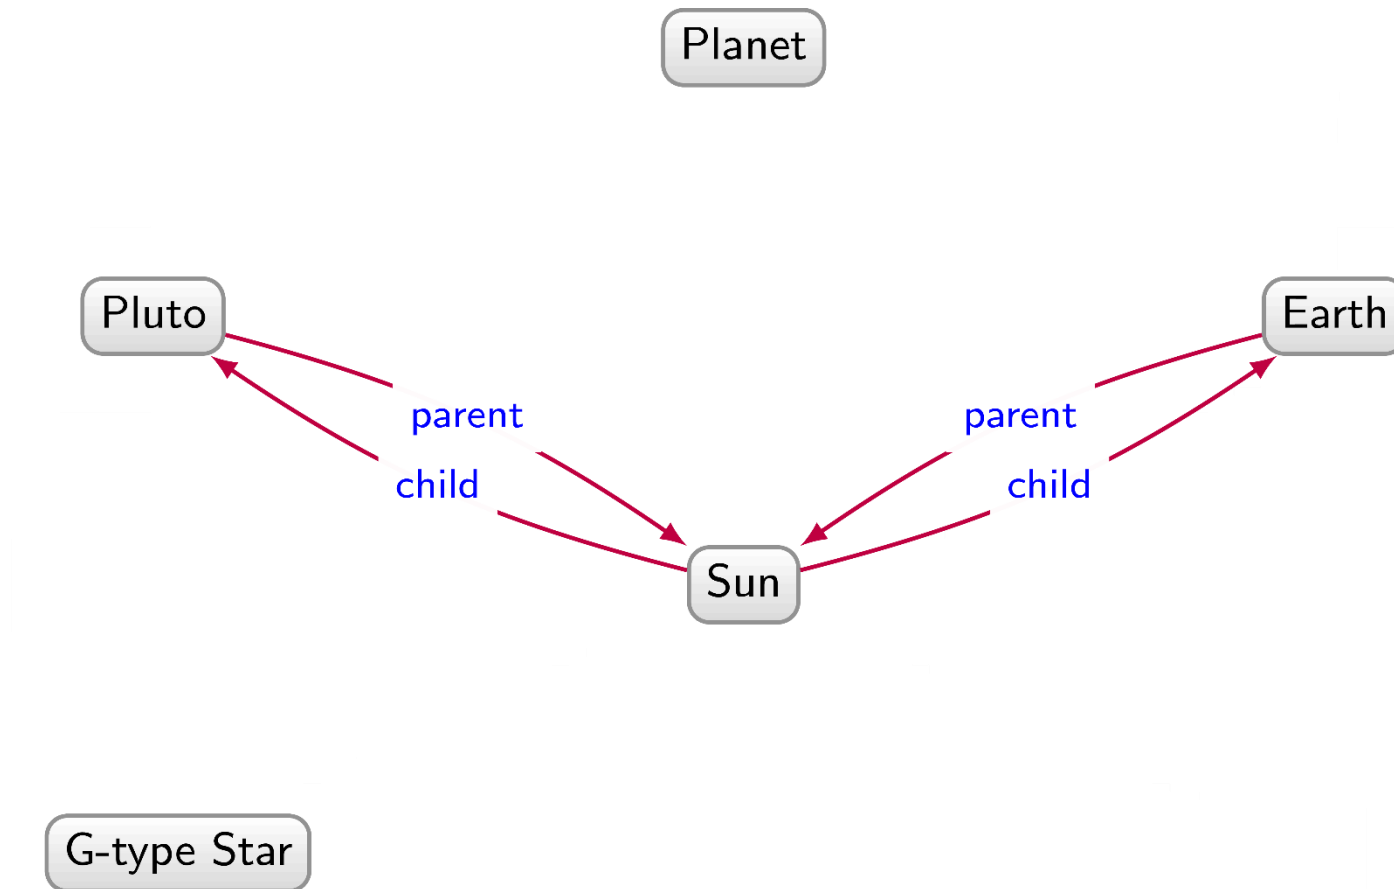 Planet
Pluto
Earth
parent
parent
child
child
Sun
G-type Star